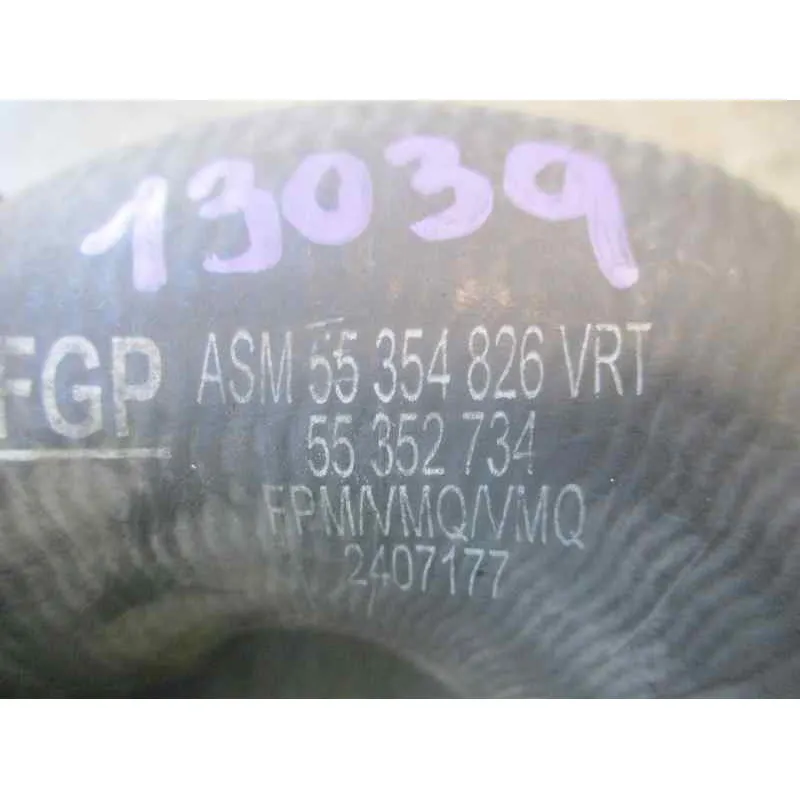 13039
FGP ASM 55 354 826 VRT
55 352 734
FPM/VMQ/VMQ
2407177